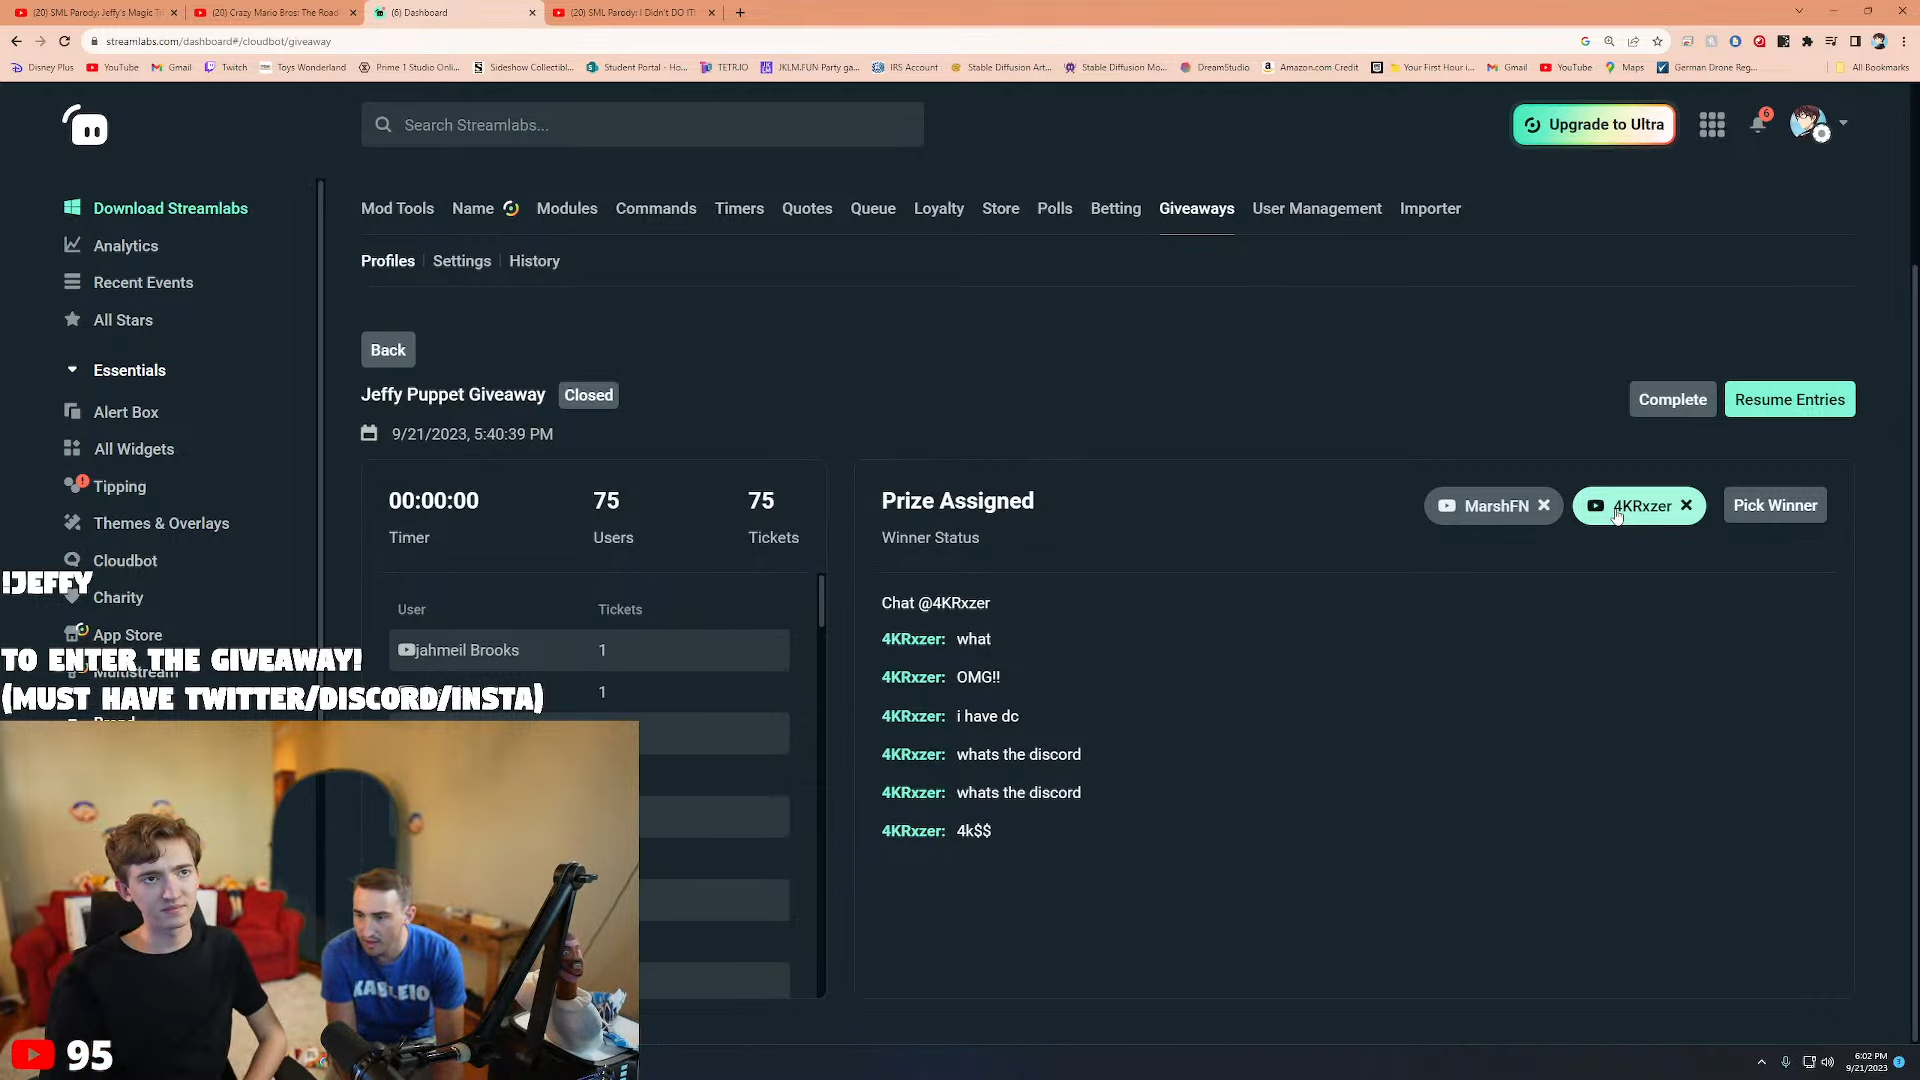 (20) SML Parody: Jeffy's Magic T
(20) Crazy Mario Bros: The Road
(6) Dashboard
(20) SML Parody: I Didn't DO IT!
streamlabs.com/dashboard#/cloudbot/giveaway
Disney Plus
YouTube
Gmail
Twitch
Toys Wonderland
Prime 1 Studio Onli...
Sideshow Collectibl...
Student Portal - Ho...
TETR.IO
JKLM.FUN Party ga...
IRS Account
Stable Diffusion Art...
Stable Diffusion Mo...
DreamStudio
Amazon.com Credit
Your First Hour i...
Gmail
YouTube
Maps
German Drone Reg...
All Bookmarks
Search Streamlabs...
Upgrade to Ultra
6
Download Streamlabs
Analytics
Recent Events
All Stars
Essentials
Alert Box
All Widgets
Tipping
Themes & Overlays
Cloudbot
Charity
App Store
Multistream
Mod Tools
Name
Modules
Commands
Timers
Quotes
Queue
Loyalty
Store
Polls
Betting
Giveaways
User Management
Importer
Profiles
Settings
History
Back
Jeffy Puppet Giveaway
Closed
9/21/2023, 5:40:39 PM
Complete
Resume Entries
00:00:00
75
75
Timer
Users
Tickets
User
Tickets
jahmeil Brooks
1
1
Prize Assigned
Winner Status
MarshFN
4KRxzer
Pick Winner
Chat @4KRxzer
4KRxzer: what
4KRxzer: OMG!!
4KRxzer: i have dc
4KRxzer: whats the discord
4KRxzer: whats the discord
4KRxzer: 4k$$
!JEFFY
TO ENTER THE GIVEAWAY!
(MUST HAVE TWITTER/DISCORD/INSTA)
KABLEIO
95
6:02 PM
9/21/2023
3